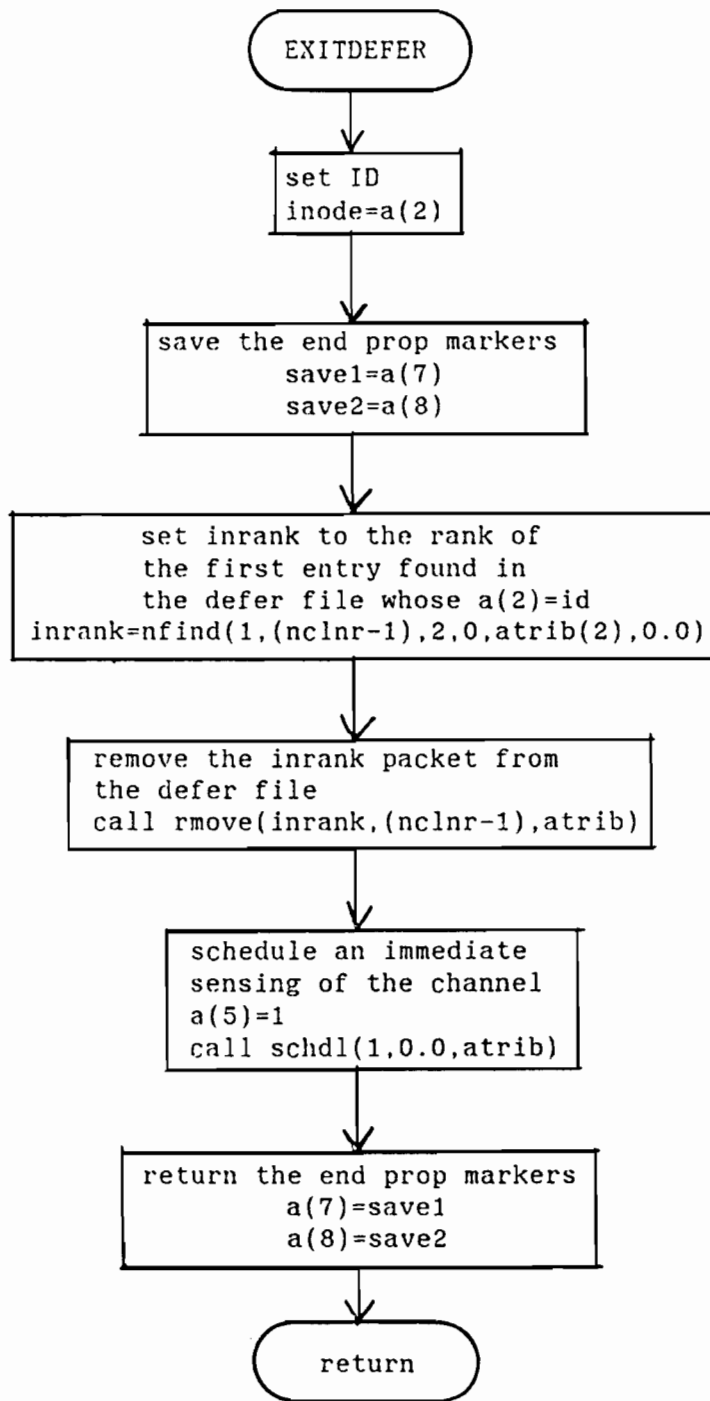 EXITDEFER
set ID
inode=a(2)
save the end prop markers
save1=a(7)
save2=a(8)
set inrank to the rank of
the first entry found in
the defer file whose a(2)=id
inrank=nfind(1,(nclnr-1),2,0,atrib(2),0.0)
remove the inrank packet from
the defer file
call rmove(inrank,(nclnr-1),atrib)
schedule an immediate
sensing of the channel
a(5)=1
call schdl(1,0.0,atrib)
return the end prop markers
a(7)=save1
a(8)=save2
return